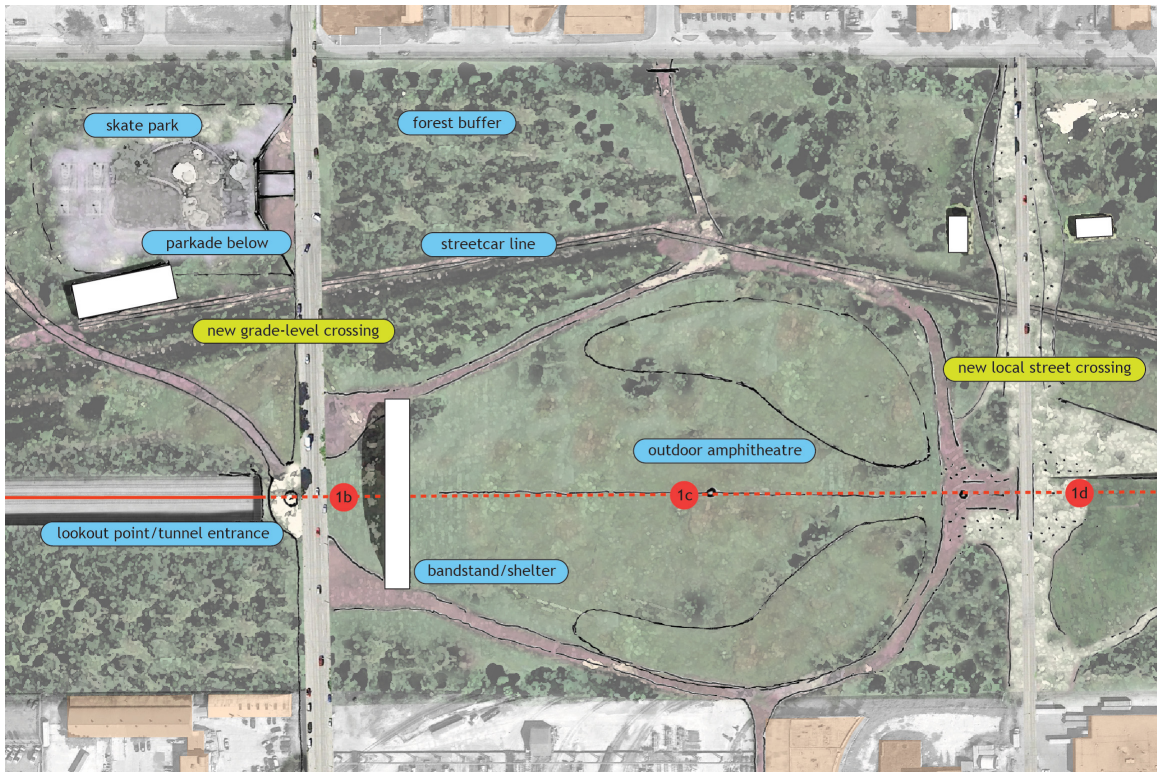 skate park
forest buffer
parkade below
streetcar line
new grade-level crossing
new local street crossing
outdoor amphitheatre
1b
1c
1d
lookout point/tunnel entrance
bandstand/shelter